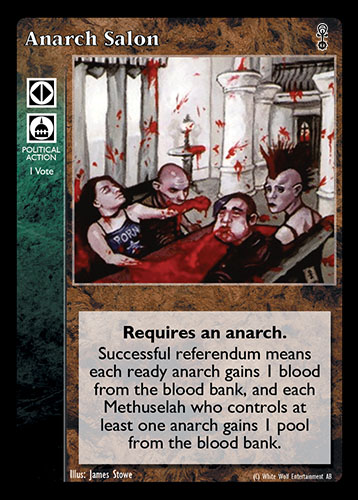 Anarch Salon
POLITICAL
ACTION
1 Vote
PORN
Requires an anarch.
Successful referendum means
each ready anarch gains 1 blood
from the blood bank, and each
Methuselah who controls at
least one anarch gains 1 pool
from the blood bank.
Illus: James Stowe
(C) White Wolf Entertainment AB